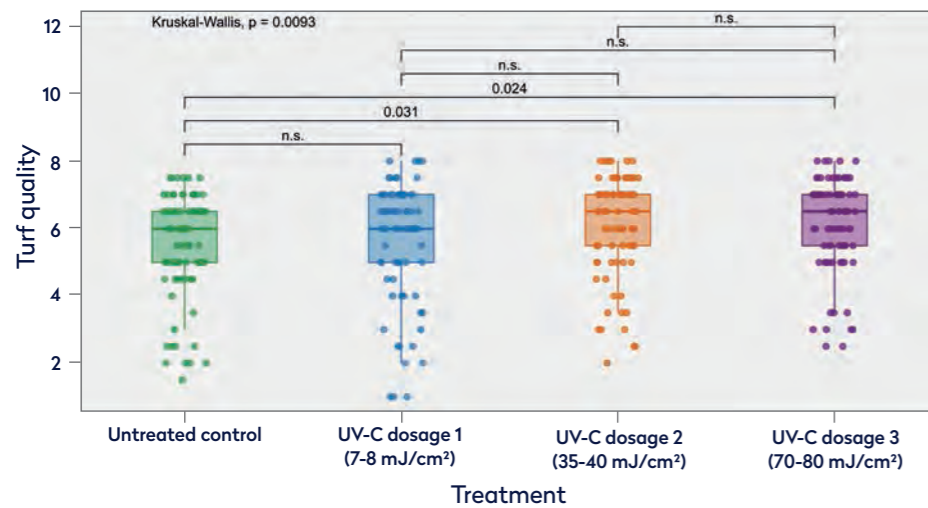 Kruskal-Wallis, p = 0.0093
n.s.
n.s.
n.s.
0.024
0.031
n.s.
12
10
8
6
4
2
Turf quality
Untreated control
UV-C dosage 1
(7-8 mJ/cm²)
UV-C dosage 2
(35-40 mJ/cm²)
UV-C dosage 3
(70-80 mJ/cm²)
Treatment